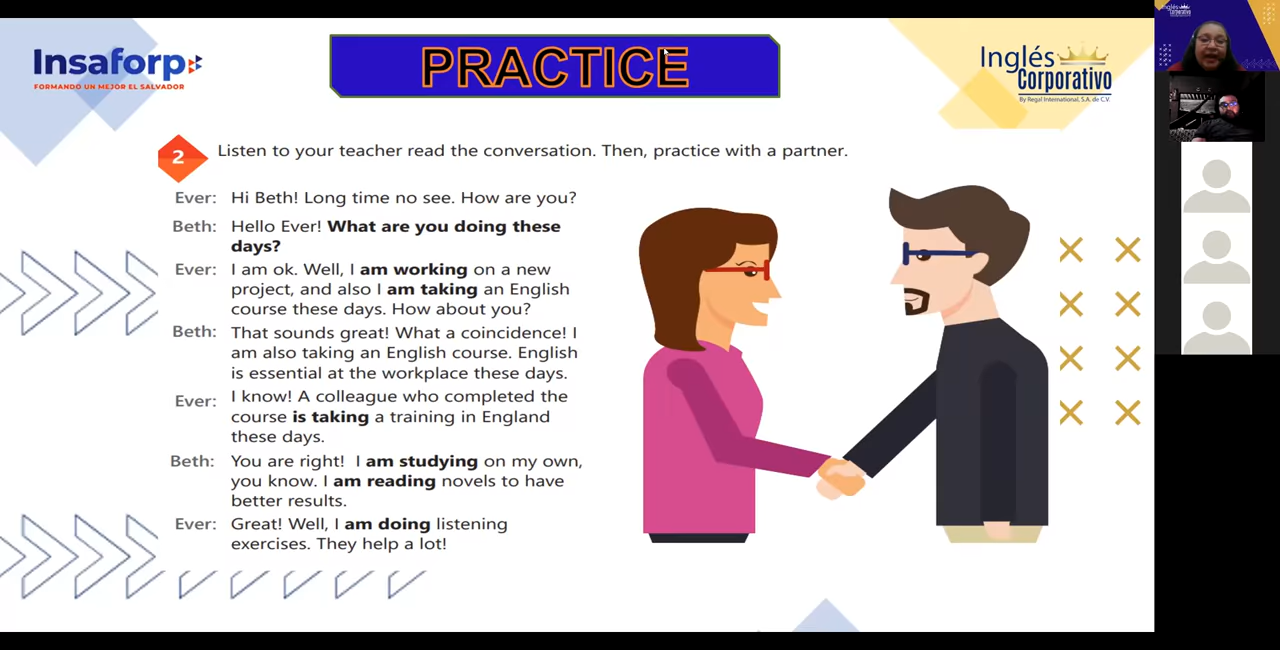 Insaforp
FORMANDO UN MEJOR EL SALVADOR
PRACTICE
Inglés
Corporativo
By Regal International, S.A. de C.V.
Inglés
Corporativo
2
Listen to your teacher read the conversation. Then, practice with a partner.
Ever: Hi Beth! Long time no see. How are you?
Beth: Hello Ever! What are you doing these
days?
Ever: I am ok. Well, I am working on a new
project, and also I am taking an English
course these days. How about you?
Beth: That sounds great! What a coincidence! I
am also taking an English course. English
is essential at the workplace these days.
Ever: I know! A colleague who completed the
course is taking a training in England
these days.
Beth: You are right! I am studying on my own,
you know. I am reading novels to have
better results.
Ever: Great! Well, I am doing listening
exercises. They help a lot!